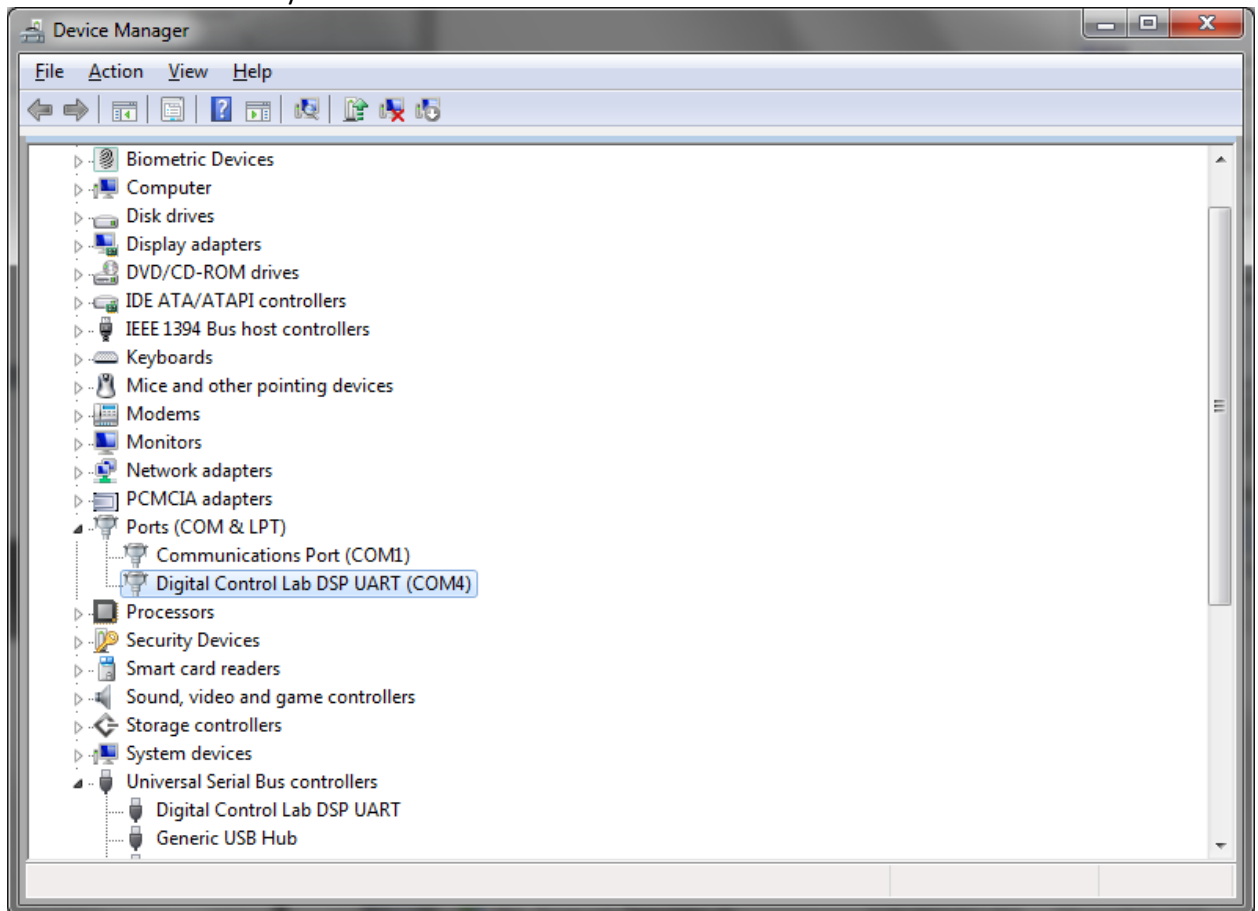 Device Manager
File Action View Help
Biometric Devices
Computer
Disk drives
Display adapters
DVD/CD-ROM drives
IDE ATA/ATAPI controllers
IEEE 1394 Bus host controllers
Keyboards
Mice and other pointing devices
Modems
Monitors
Network adapters
PCMCIA adapters
Ports (COM & LPT)
Communications Port (COM1)
Digital Control Lab DSP UART (COM4)
Processors
Security Devices
Smart card readers
Sound, video and game controllers
Storage controllers
System devices
Universal Serial Bus controllers
Digital Control Lab DSP UART
Generic USB Hub